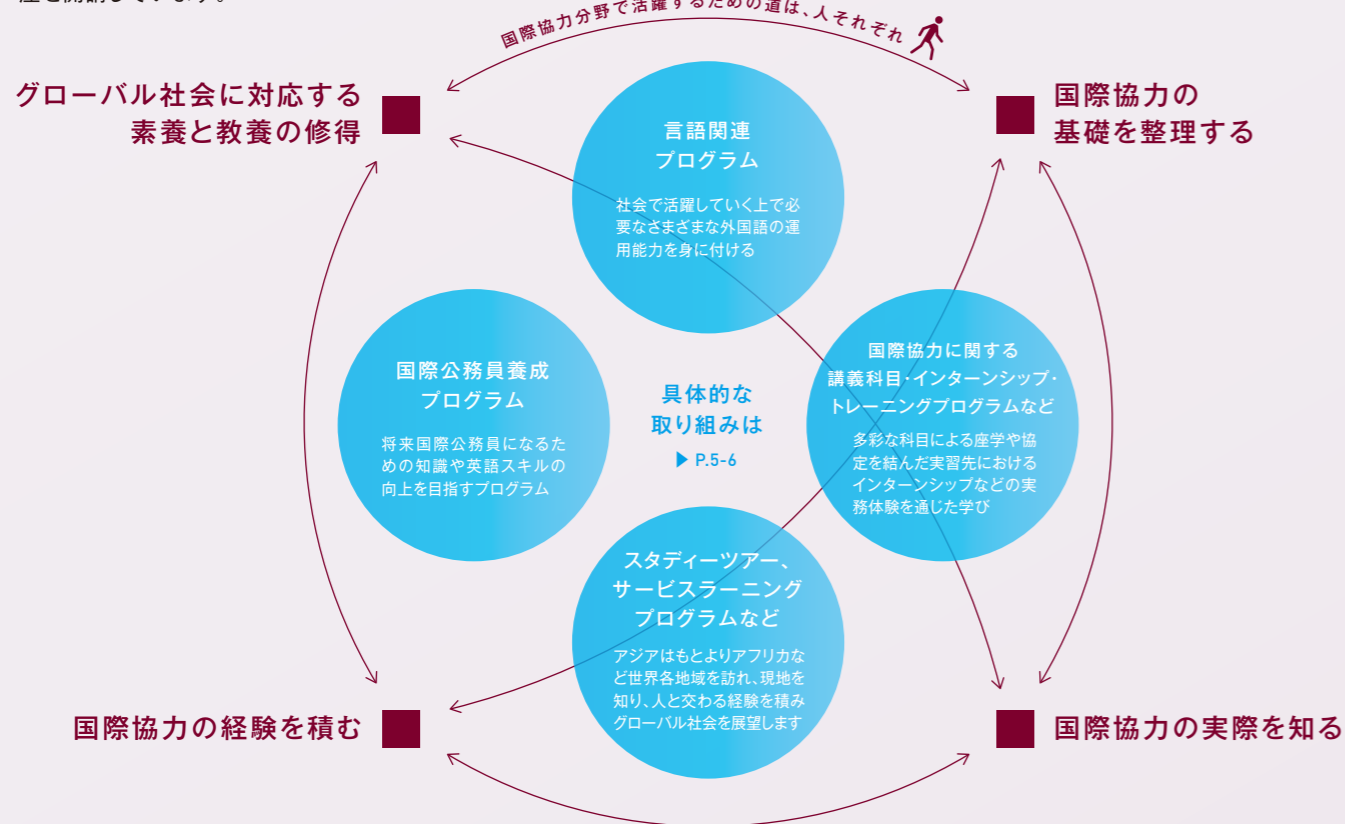 座を開講しています。
国際協力分野で活躍するための道は、人それぞれ
グローバル社会に対応する
素養と教養の修得
国際協力の
基礎を整理する
言語関連
プログラム
社会で活躍していく上で必
要なさまざまな外国語の運
用能力を身に付ける
国際公務員養成
プログラム
将来国際公務員になるた
めの知識や英語スキルの
向上を目指すプログラム
具体的な
取り組みは
▶ P.5-6
国際協力に関する
講義科目・インターンシップ・
トレーニングプログラムなど
多彩な科目による座学や協
定を結んだ実習先における
インターンシップなどの実
務体験を通じた学び
スタディーツアー、
サービスラーニング
プログラムなど
アジアはもとよりアフリカな
ど世界各地域を訪れ、現地を
知り、人と交わる経験を積み
グローバル社会を展望します
国際協力の経験を積む
国際協力の実際を知る